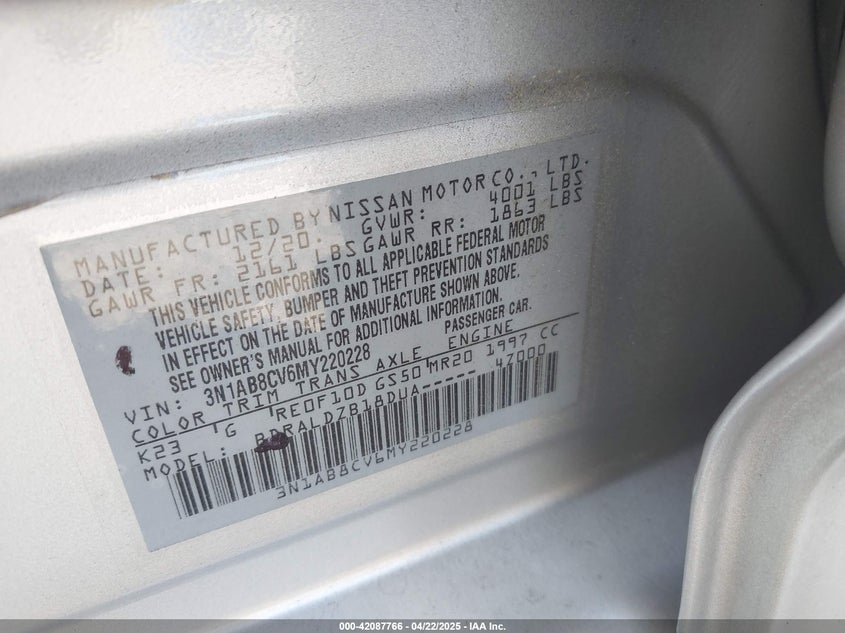 MANUFACTURED BY NISSAN MOTOR CO., LTD.
DATE: 12/20. GVWR: 4001 LBS
GAWR FR: 2161 LBS GAWR RR: 1863 LBS
THIS VEHICLE CONFORMS TO ALL APPLICABLE FEDERAL MOTOR
VEHICLE SAFETY, BUMPER AND THEFT PREVENTION STANDARDS
IN EFFECT ON THE DATE OF MANUFACTURE SHOWN ABOVE.
SEE OWNER'S MANUAL FOR ADDITIONAL INFORMATION.
VIN: 3N1AB8CV6MY220228 PASSENGER CAR.
COLOR TRIM TRANS AXLE ENGINE
K23 'G 'RE0F10D GS50 MR20 1997 CC
MODEL: BDRALDZB18DUA----- 47000
3N1AB8CV6MY220228
000-42087766 - 04/22/2025 - IAA Inc.